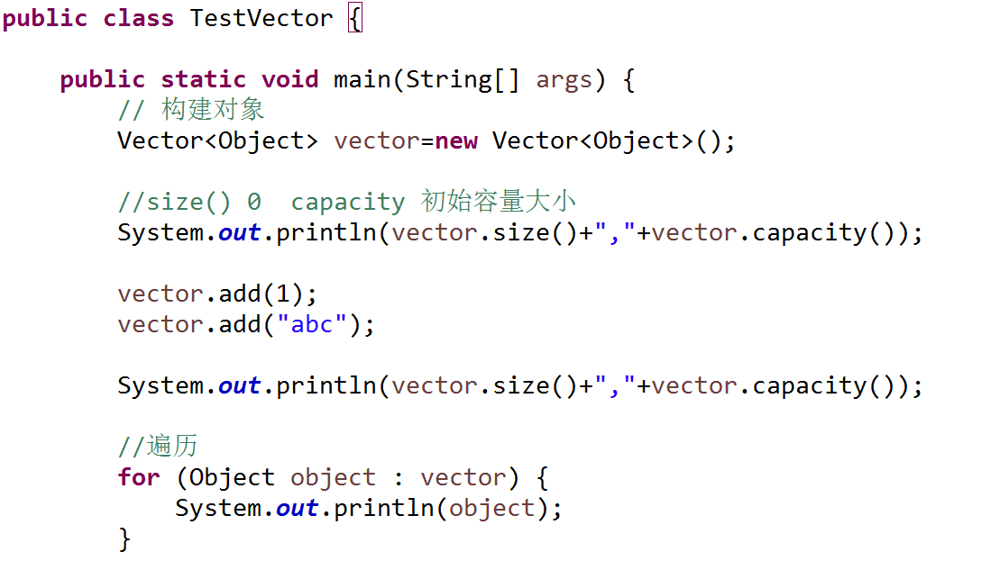 public class TestVector {
public static void main(String[] args) {
// 构建对象
Vector<Object> vector=new Vector<Object>();
//size() 0  capacity 初始容量大小
System.out.println(vector.size()+","+vector.capacity());
vector.add(1);
vector.add("abc");
System.out.println(vector.size()+","+vector.capacity());
//遍历
for (Object object : vector) {
System.out.println(object);
}